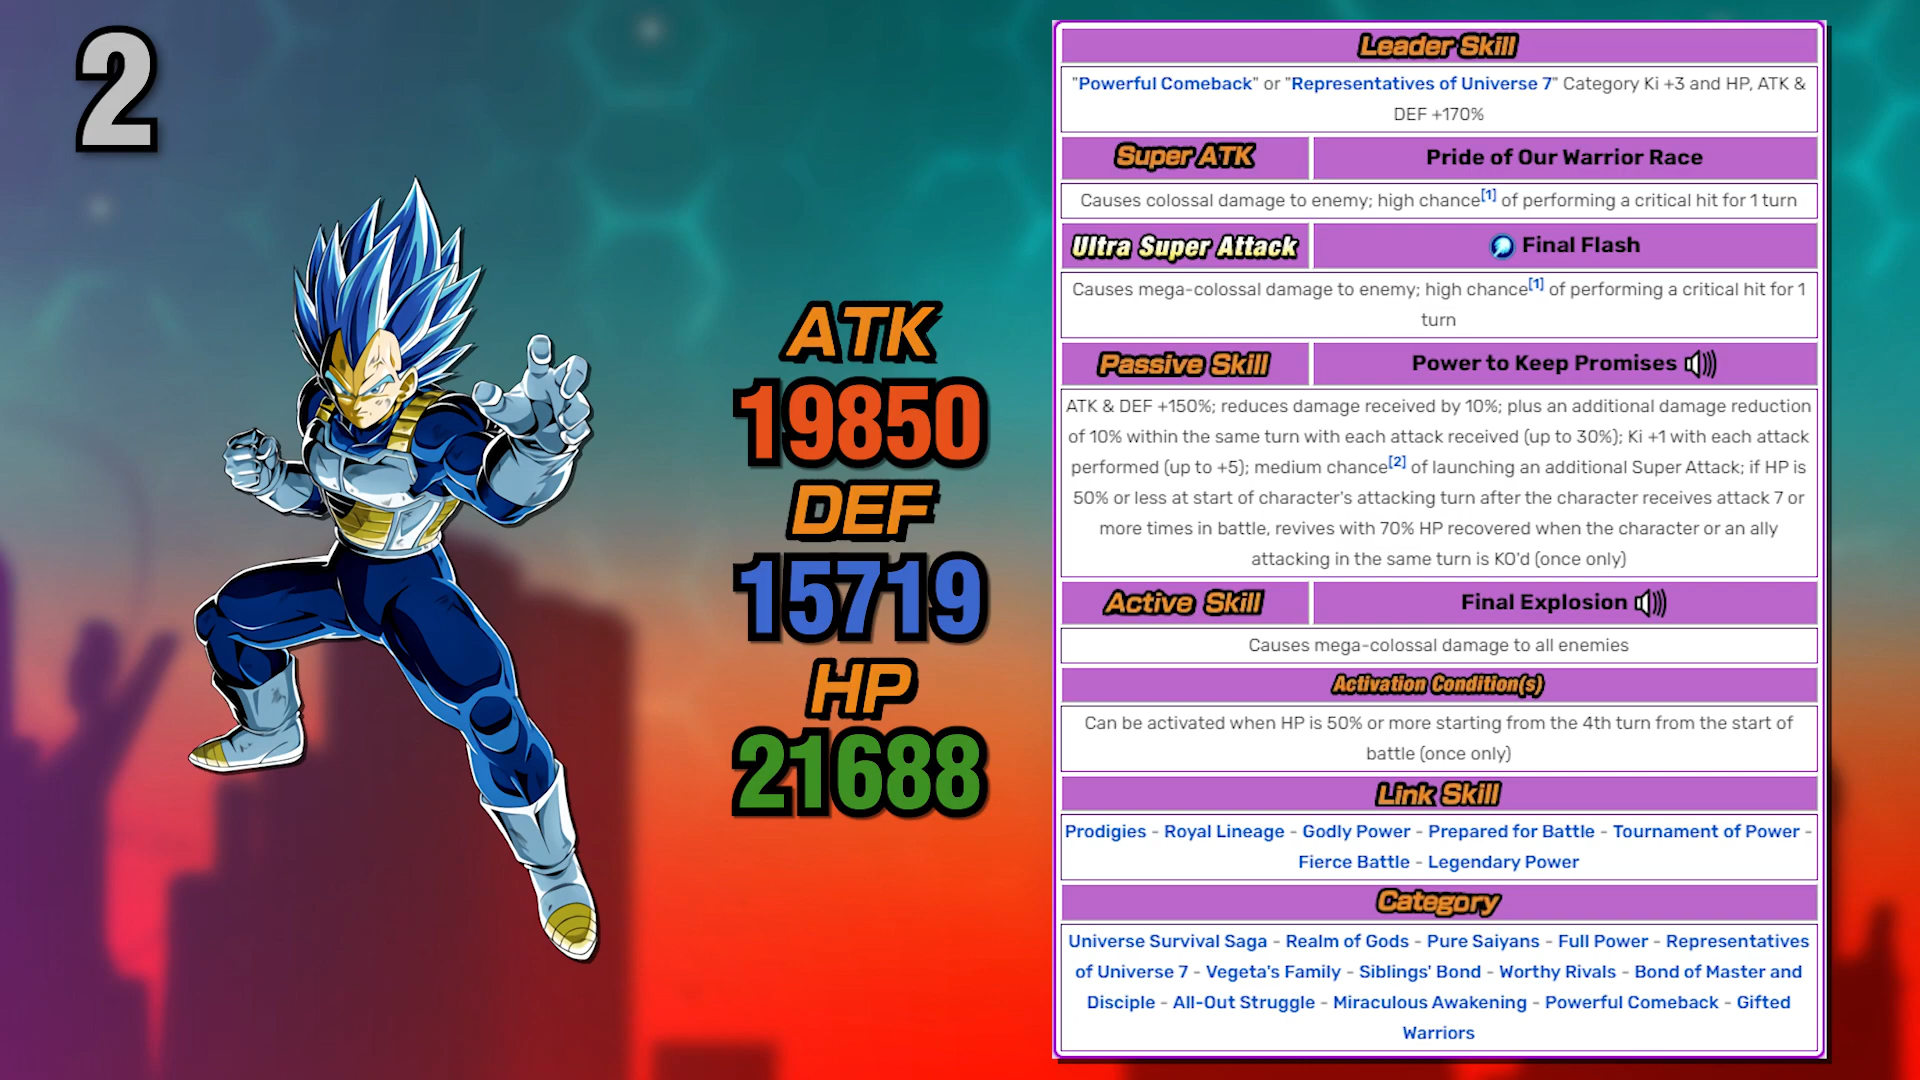 2
ATK
19850
DEF
15719
HP
21688
Leader Skill
"Powerful Comeback" or "Representatives of Universe 7" Category Ki +3 and HP, ATK &
DEF +170%
Super ATK Pride of Our Warrior Race
Causes colossal damage to enemy; high chance[1] of performing a critical hit for 1 turn
Ultra Super Attack Final Flash
Causes mega-colossal damage to enemy; high chance[1] of performing a critical hit for 1
turn
Passive Skill Power to Keep Promises
ATK & DEF +150%; reduces damage received by 10%; plus an additional damage reduction
of 10% within the same turn with each attack received (up to 30%); Ki +1 with each attack
performed (up to +5); medium chance[2] of launching an additional Super Attack; if HP is
50% or less at start of character's attacking turn after the character receives attack 7 or
more times in battle, revives with 70% HP recovered when the character or an ally
attacking in the same turn is KO'd (once only)
Active Skill Final Explosion
Causes mega-colossal damage to all enemies
Activation Condition(s)
Can be activated when HP is 50% or more starting from the 4th turn from the start of
battle (once only)
Link Skill
Prodigies - Royal Lineage - Godly Power - Prepared for Battle - Tournament of Power -
Fierce Battle - Legendary Power
Category
Universe Survival Saga - Realm of Gods - Pure Saiyans - Full Power - Representatives
of Universe 7 - Vegeta's Family - Siblings' Bond - Worthy Rivals - Bond of Master and
Disciple - All-Out Struggle - Miraculous Awakening - Powerful Comeback - Gifted
Warriors